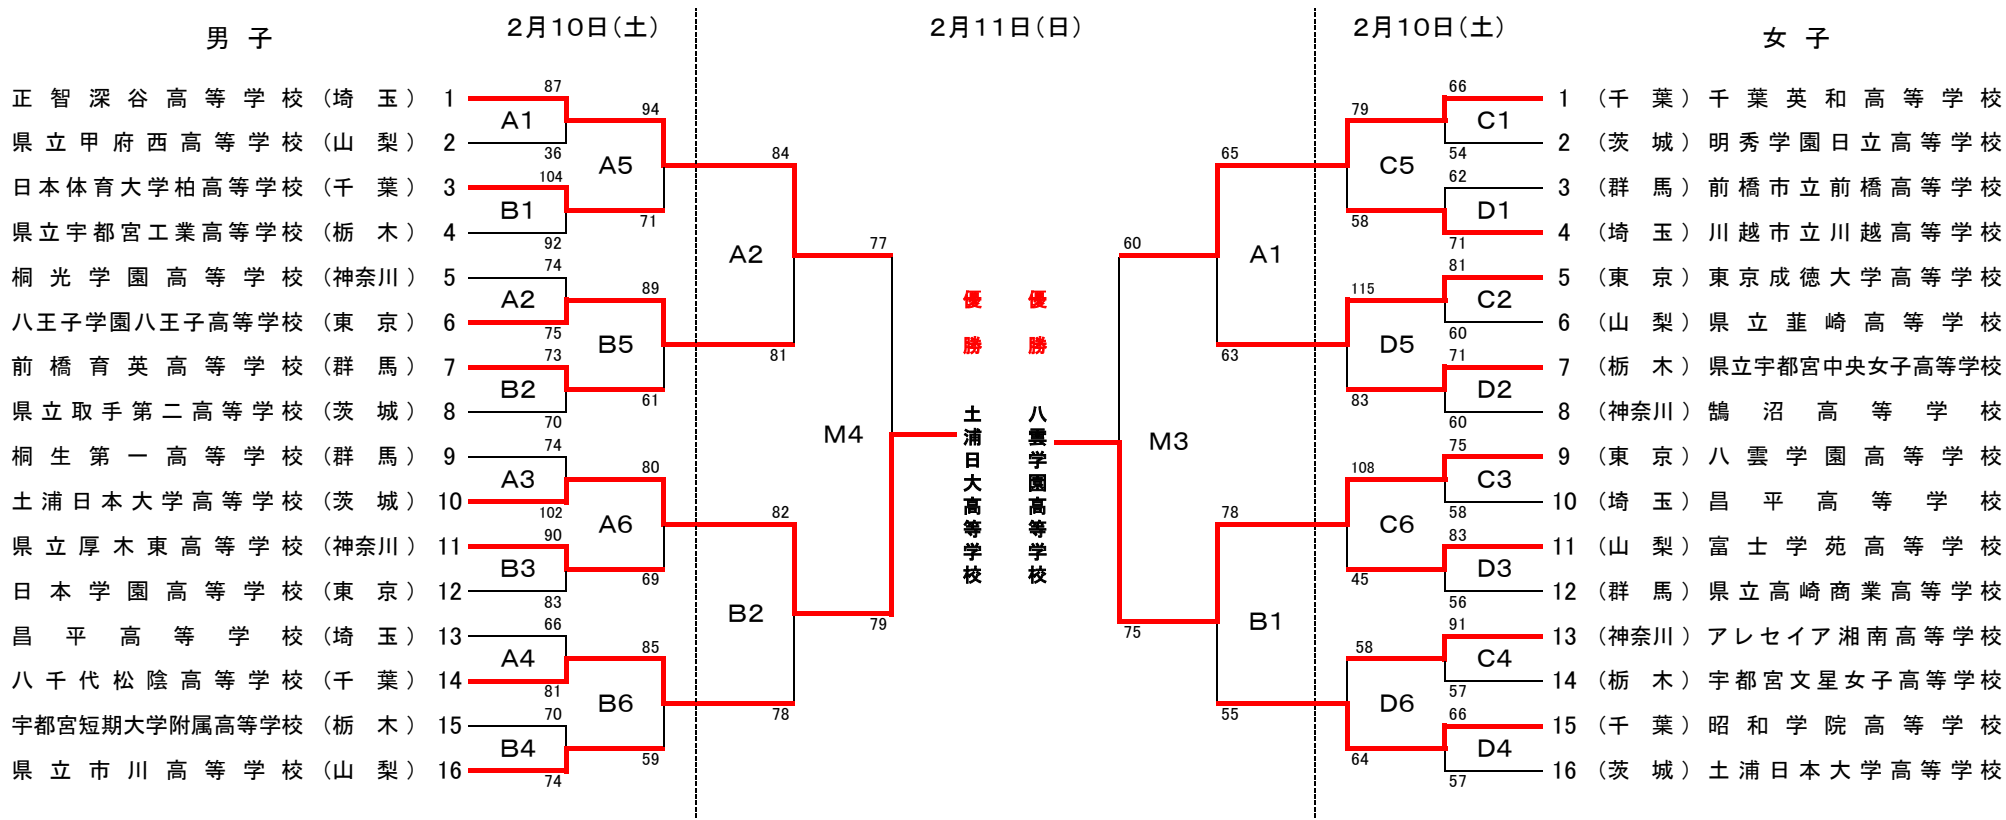 男子
2月10日(土)
2月11日(日)
2月10日(土)
女子
正智深谷高等学校 (埼玉) 1
県立甲府西高等学校 (山梨) 2
日本体育大学柏高等学校 (千葉) 3
県立宇都宮工業高等学校 (栃木) 4
桐光学園高等学校 (神奈川) 5
八王子学園八王子高等学校 (東京) 6
前橋育英高等学校 (群馬) 7
県立取手第二高等学校 (茨城) 8
桐生第一高等学校 (群馬) 9
土浦日本大学高等学校 (茨城) 10
県立厚木東高等学校 (神奈川) 11
日本学園高等学校 (東京) 12
昌平高等学校 (埼玉) 13
八千代松陰高等学校 (千葉) 14
宇都宮短期大学附属高等学校 (栃木) 15
県立市川高等学校 (山梨) 16
87
A1
36
104
B1
92
74
A2
75
73
B2
70
74
A3
102
90
B3
83
66
A4
81
70
B4
74
94
A5
71
89
B5
61
80
A6
69
85
B6
59
84
A2
81
82
B2
78
77
M4
79
優勝
土浦日大高等学校
優勝
八雲学園高等学校
60
M3
75
65
A1
63
78
B1
55
79
C5
58
115
D5
83
108
C6
45
58
D6
64
66
C1
54
62
D1
71
81
C2
60
71
D2
60
75
C3
58
83
D3
56
91
C4
57
66
D4
57
1 (千葉) 千葉英和高等学校
2 (茨城) 明秀学園日立高等学校
3 (群馬) 前橋市立前橋高等学校
4 (埼玉) 川越市立川越高等学校
5 (東京) 東京成徳大学高等学校
6 (山梨) 県立韮崎高等学校
7 (栃木) 県立宇都宮中央女子高等学校
8 (神奈川) 鵠沼高等学校
9 (東京) 八雲学園高等学校
10 (埼玉) 昌平高等学校
11 (山梨) 富士学苑高等学校
12 (群馬) 県立高崎商業高等学校
13 (神奈川) アレセイア湘南高等学校
14 (栃木) 宇都宮文星女子高等学校
15 (千葉) 昭和学院高等学校
16 (茨城) 土浦日本大学高等学校